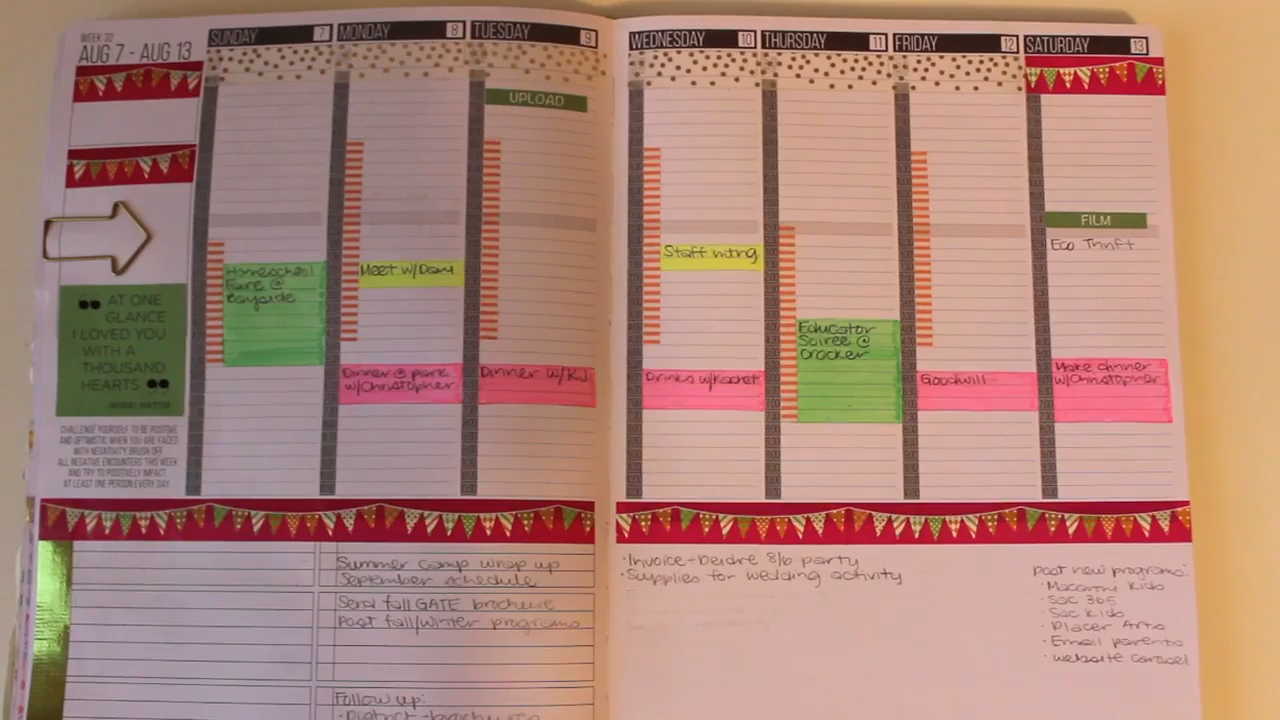 WEEK 32
AUG 7 - AUG 13
SUNDAY 7
MONDAY 8
TUESDAY 9
WEDNESDAY 10
THURSDAY 11
FRIDAY 12
SATURDAY 13
UPLOAD
FILM
Eco Thrift
Homeschool
Faire @
Bayside
Meet w/Dani
Staff mtng
Educator
Soiree @
Crocker
Dinner @ park
w/Christopher
Dinner w/KJ
Drinks w/Rachel
Goodwill
Make dinner
w/Christopher
AT ONE
GLANCE
I LOVED YOU
WITH A
THOUSAND
HEARTS
CHALLENGE YOURSELF TO BE POSITIVE
AND OPTIMISTIC WHEN YOU ARE FACED
WITH NEGATIVITY. BRUSH OFF
ALL NEGATIVE ENCOUNTERS THIS WEEK
AND TRY TO POSITIVELY IMPACT
AT LEAST ONE PERSON EVERY DAY.
Summer camp wrap up
September schedule
Send fall GATE brochure
Post fall/winter programs
Follow up:
· District - brochures
· Invoice - Deidre 8/6 party
· Supplies for wedding activity
post new programs:
· Macaroni Kids
· Sac 365
· Sac Kids
· Placer Arts
· Email parents
· website carousel